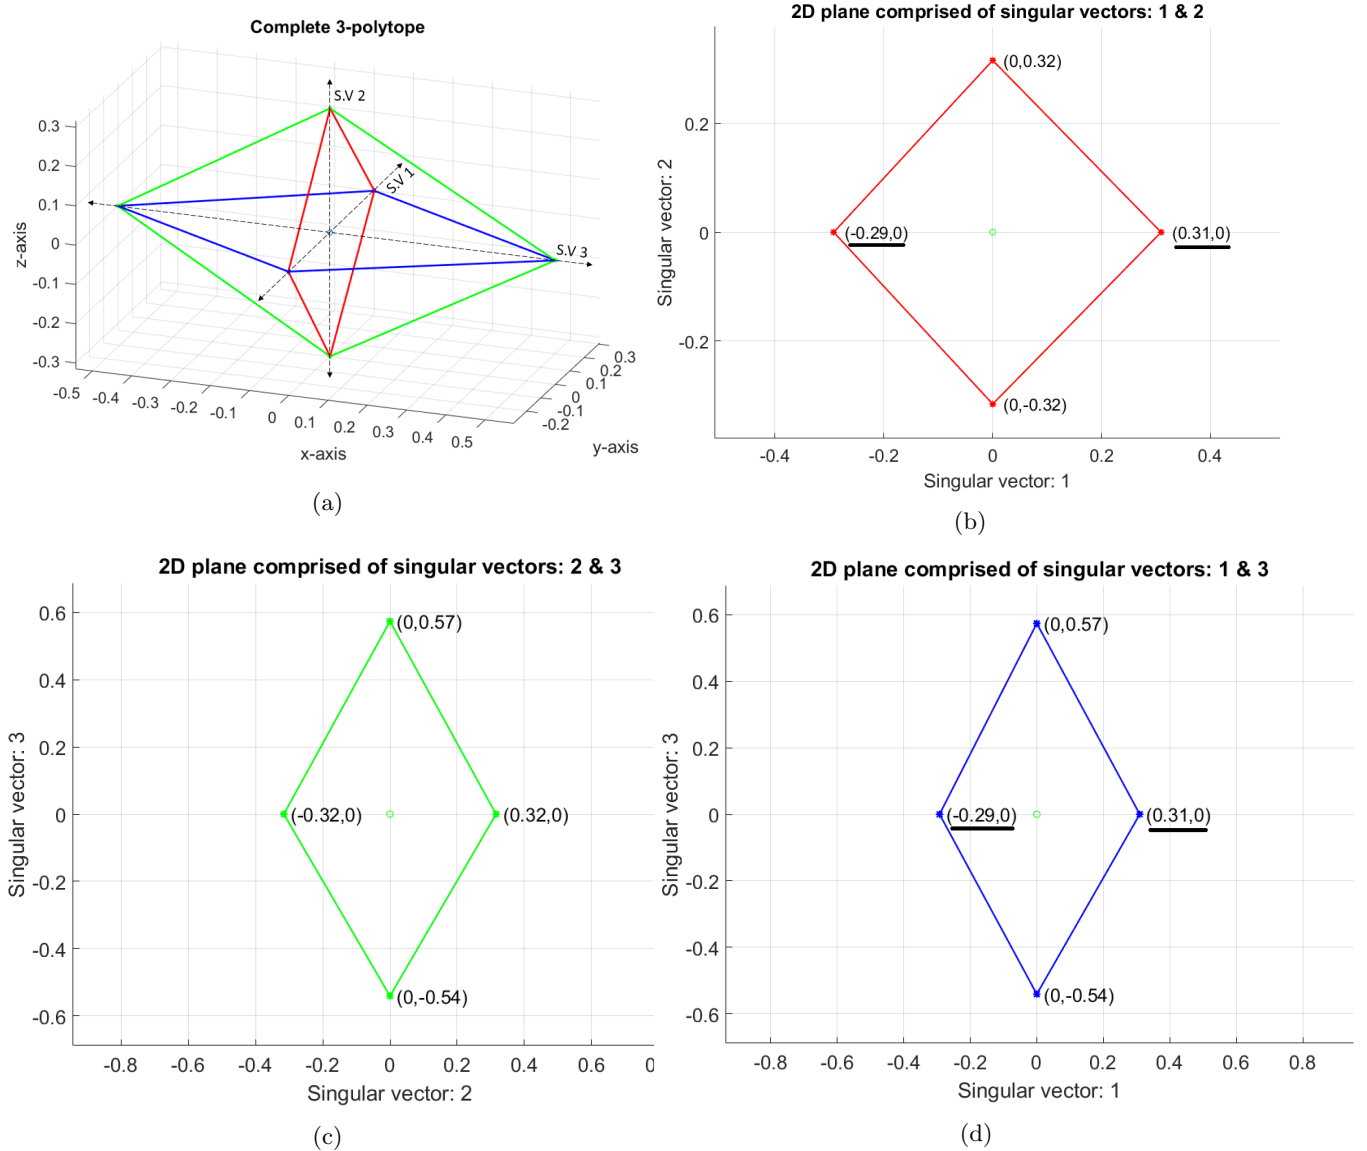 Complete 3-polytope
S.V 2
S.V 1
S.V 3
0.3
0.2
0.1
0
-0.1
-0.2
-0.3
z-axis
-0.5 -0.4 -0.3 -0.2 -0.1 0 0.1 0.2 0.3 0.4 0.5
x-axis
0.3
0.1
0
-0.1
-0.2
y-axis
(a)
2D plane comprised of singular vectors: 1 & 2
(0,0.32)
0.2
(-0.29,0)
(0.31,0)
0
-0.2
(0,-0.32)
Singular vector: 2
-0.4 -0.2 0 0.2 0.4
Singular vector: 1
(b)
2D plane comprised of singular vectors: 2 & 3
0.6
(0,0.57)
0.4
0.2
0
(-0.32,0)
(0.32,0)
-0.2
-0.4
(0,-0.54)
-0.6
Singular vector: 3
-0.8 -0.6 -0.4 -0.2 0 0.2 0.4 0.6
Singular vector: 2
(c)
2D plane comprised of singular vectors: 1 & 3
0.6
(0,0.57)
0.4
0.2
0
(-0.29,0)
(0.31,0)
-0.2
-0.4
(0,-0.54)
-0.6
Singular vector: 3
-0.8 -0.6 -0.4 -0.2 0 0.2 0.4 0.6 0.8
Singular vector: 1
(d)